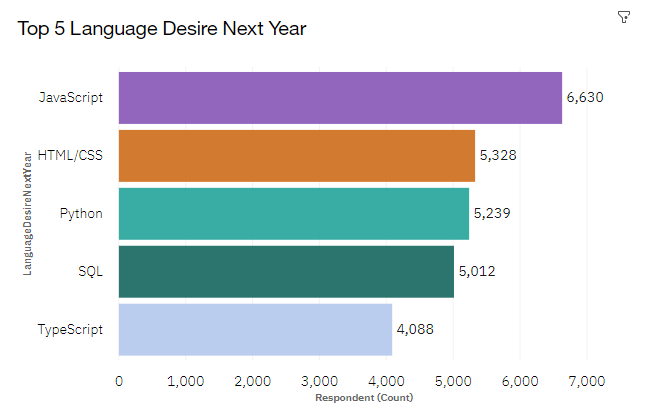 Top 5 Language Desire Next Year
LanguageDesireNextYear
JavaScript
6,630
HTML/CSS
5,328
Python
5,239
SQL
5,012
TypeScript
4,088
0 1,000 2,000 3,000 4,000 5,000 6,000 7,000
Respondent (Count)